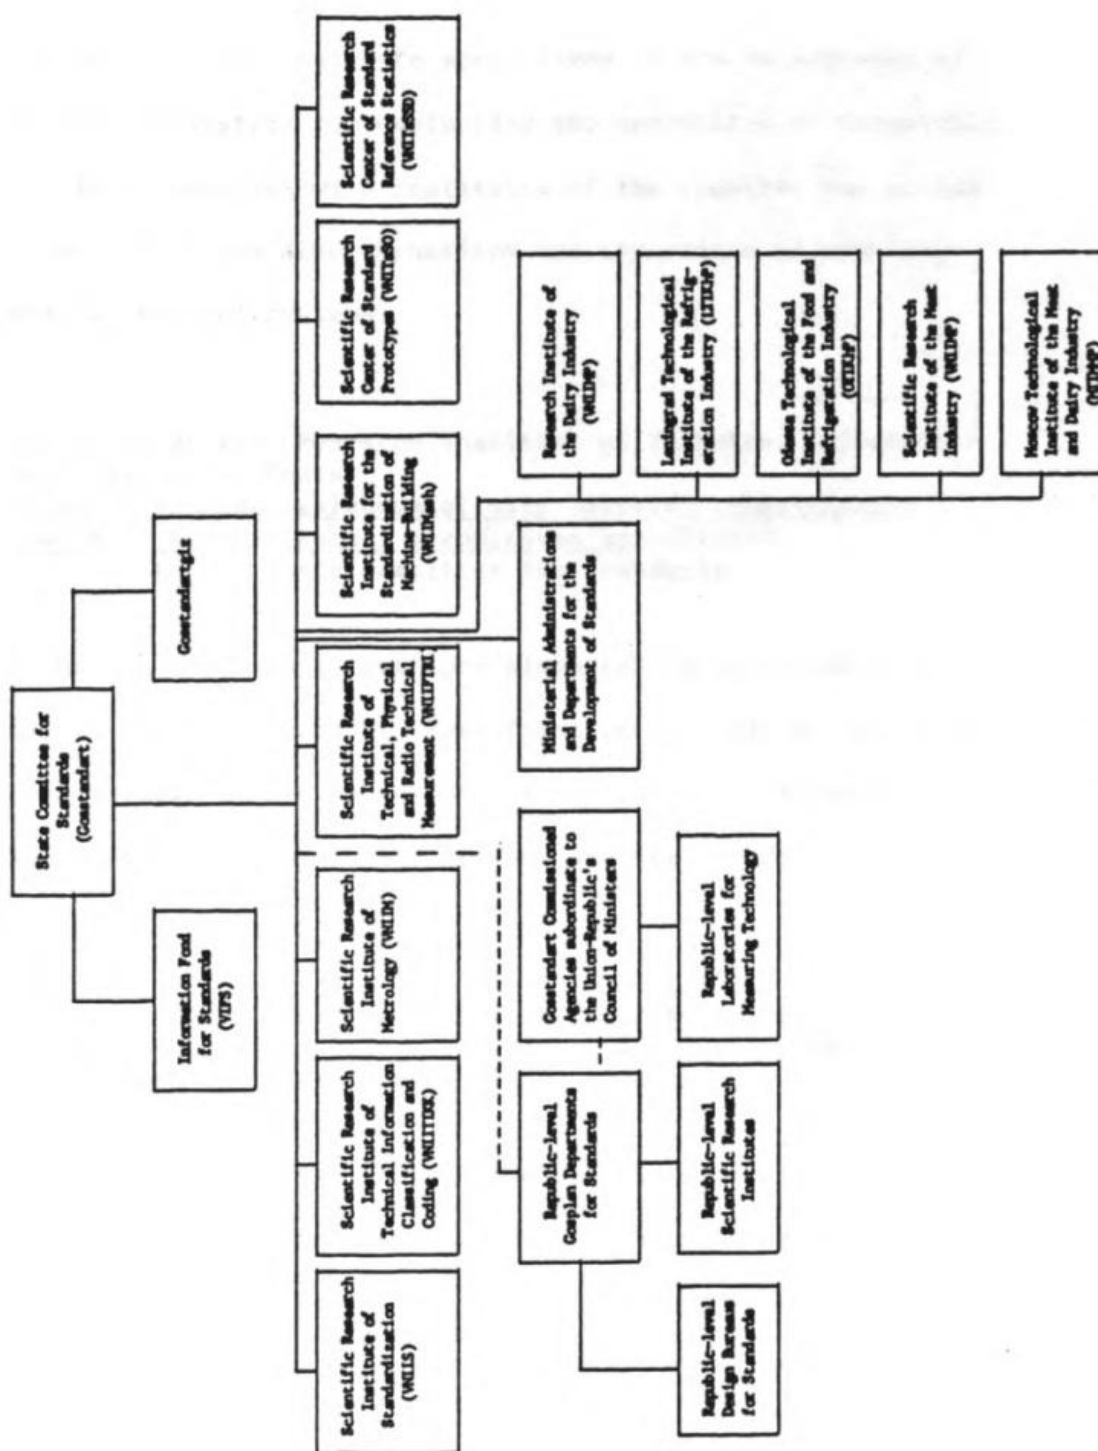 State Committee for
Standards
(Gosstandart)
Information Fond
for Standards
(VIFS)
Gosstandartgiz
Scientific Research
Institute of
Standardization
(VNIIS)
Scientific Research
Institute of
Technical Information
Classification and
Coding (VNIITIKK)
Scientific Research
Institute of
Metrology (VNIIM)
Scientific Research
Institute of
Technical, Physical
and Radio Technical
Measurement (VNIIFTRI)
Scientific Research
Institute for the
Standardization of
Machine-Building
(VNIINMash)
Scientific Research
Center of Standard
Prototypes (VNITsSO)
Scientific Research
Center of Standard
Reference Statistics
(VNITsSSD)
Republic-level
Gosplan Departments
for Standards
Gosstandart Commissioned
Agencies subordinate to
the Union-Republic's
Council of Ministers
Ministerial Administrations
and Departments for the
Development of Standards
Research Institute of
the Dairy Industry
(VNIIMP)
Leningrad Technological
Institute of the Refrig-
eration Industry (LTIKhP)
Odessa Technological
Institute of the Food and
Refrigeration Industry
(OTIKhP)
Scientific Research
Institute of the Meat
Industry (VNIIMP)
Moscow Technological
Institute of the Meat
and Dairy Industry
(MTIMMP)
Republic-level
Design Bureaus
for Standards
Republic-level
Scientific Research
Institutes
Republic-level
Laboratories for
Measuring Technology